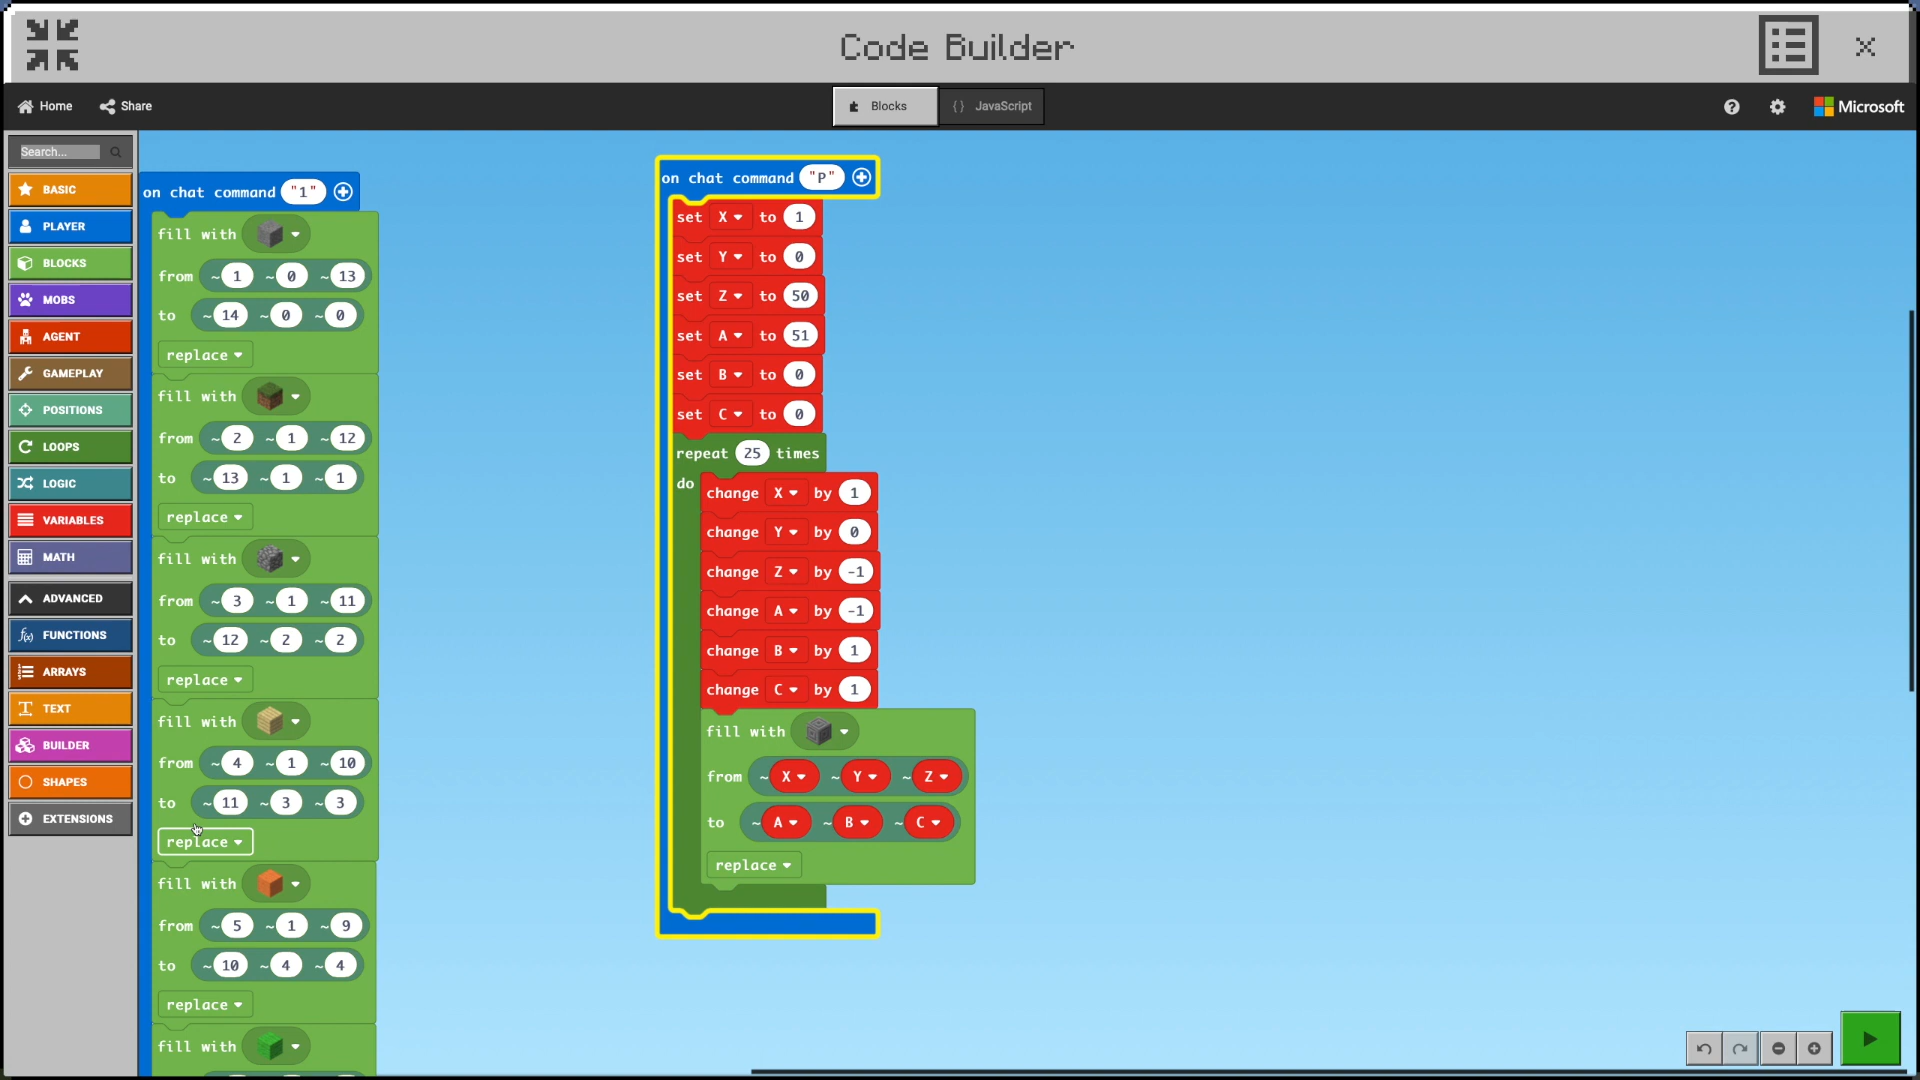 Code Builder
Home
Share
Blocks
{} JavaScript
Microsoft
Search...
BASIC
PLAYER
BLOCKS
MOBS
AGENT
GAMEPLAY
POSITIONS
LOOPS
LOGIC
VARIABLES
MATH
ADVANCED
FUNCTIONS
ARRAYS
TEXT
BUILDER
SHAPES
EXTENSIONS
on chat command "1"
fill with
from ~1 ~0 ~13
to ~14 ~0 ~0
replace
fill with
from ~2 ~1 ~12
to ~13 ~1 ~1
replace
fill with
from ~3 ~1 ~11
to ~12 ~2 ~2
replace
fill with
from ~4 ~1 ~10
to ~11 ~3 ~3
replace
fill with
from ~5 ~1 ~9
to ~10 ~4 ~4
replace
fill with
on chat command "P"
set X to 1
set Y to 0
set Z to 50
set A to 51
set B to 0
set C to 0
repeat 25 times
do
change X by 1
change Y by 0
change Z by -1
change A by -1
change B by 1
change C by 1
fill with
from ~X ~Y ~Z
to ~A ~B ~C
replace